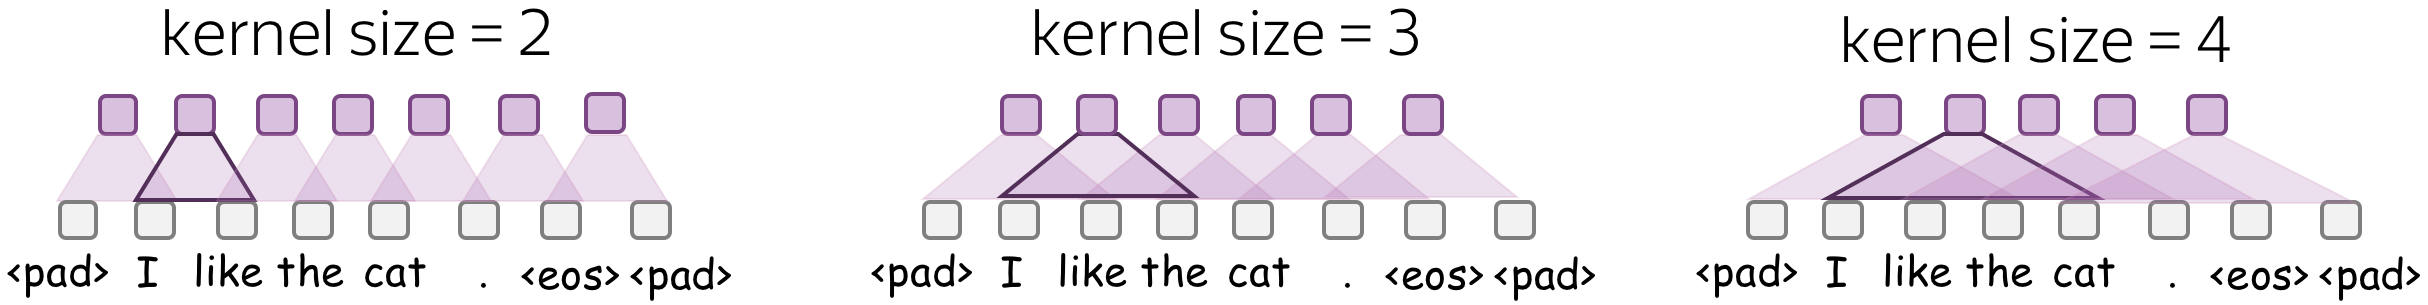 kernel size = 2
<pad> I like the cat . <eos> <pad>
kernel size = 3
<pad> I like the cat . <eos> <pad>
kernel size = 4
<pad> I like the cat . <eos> <pad>